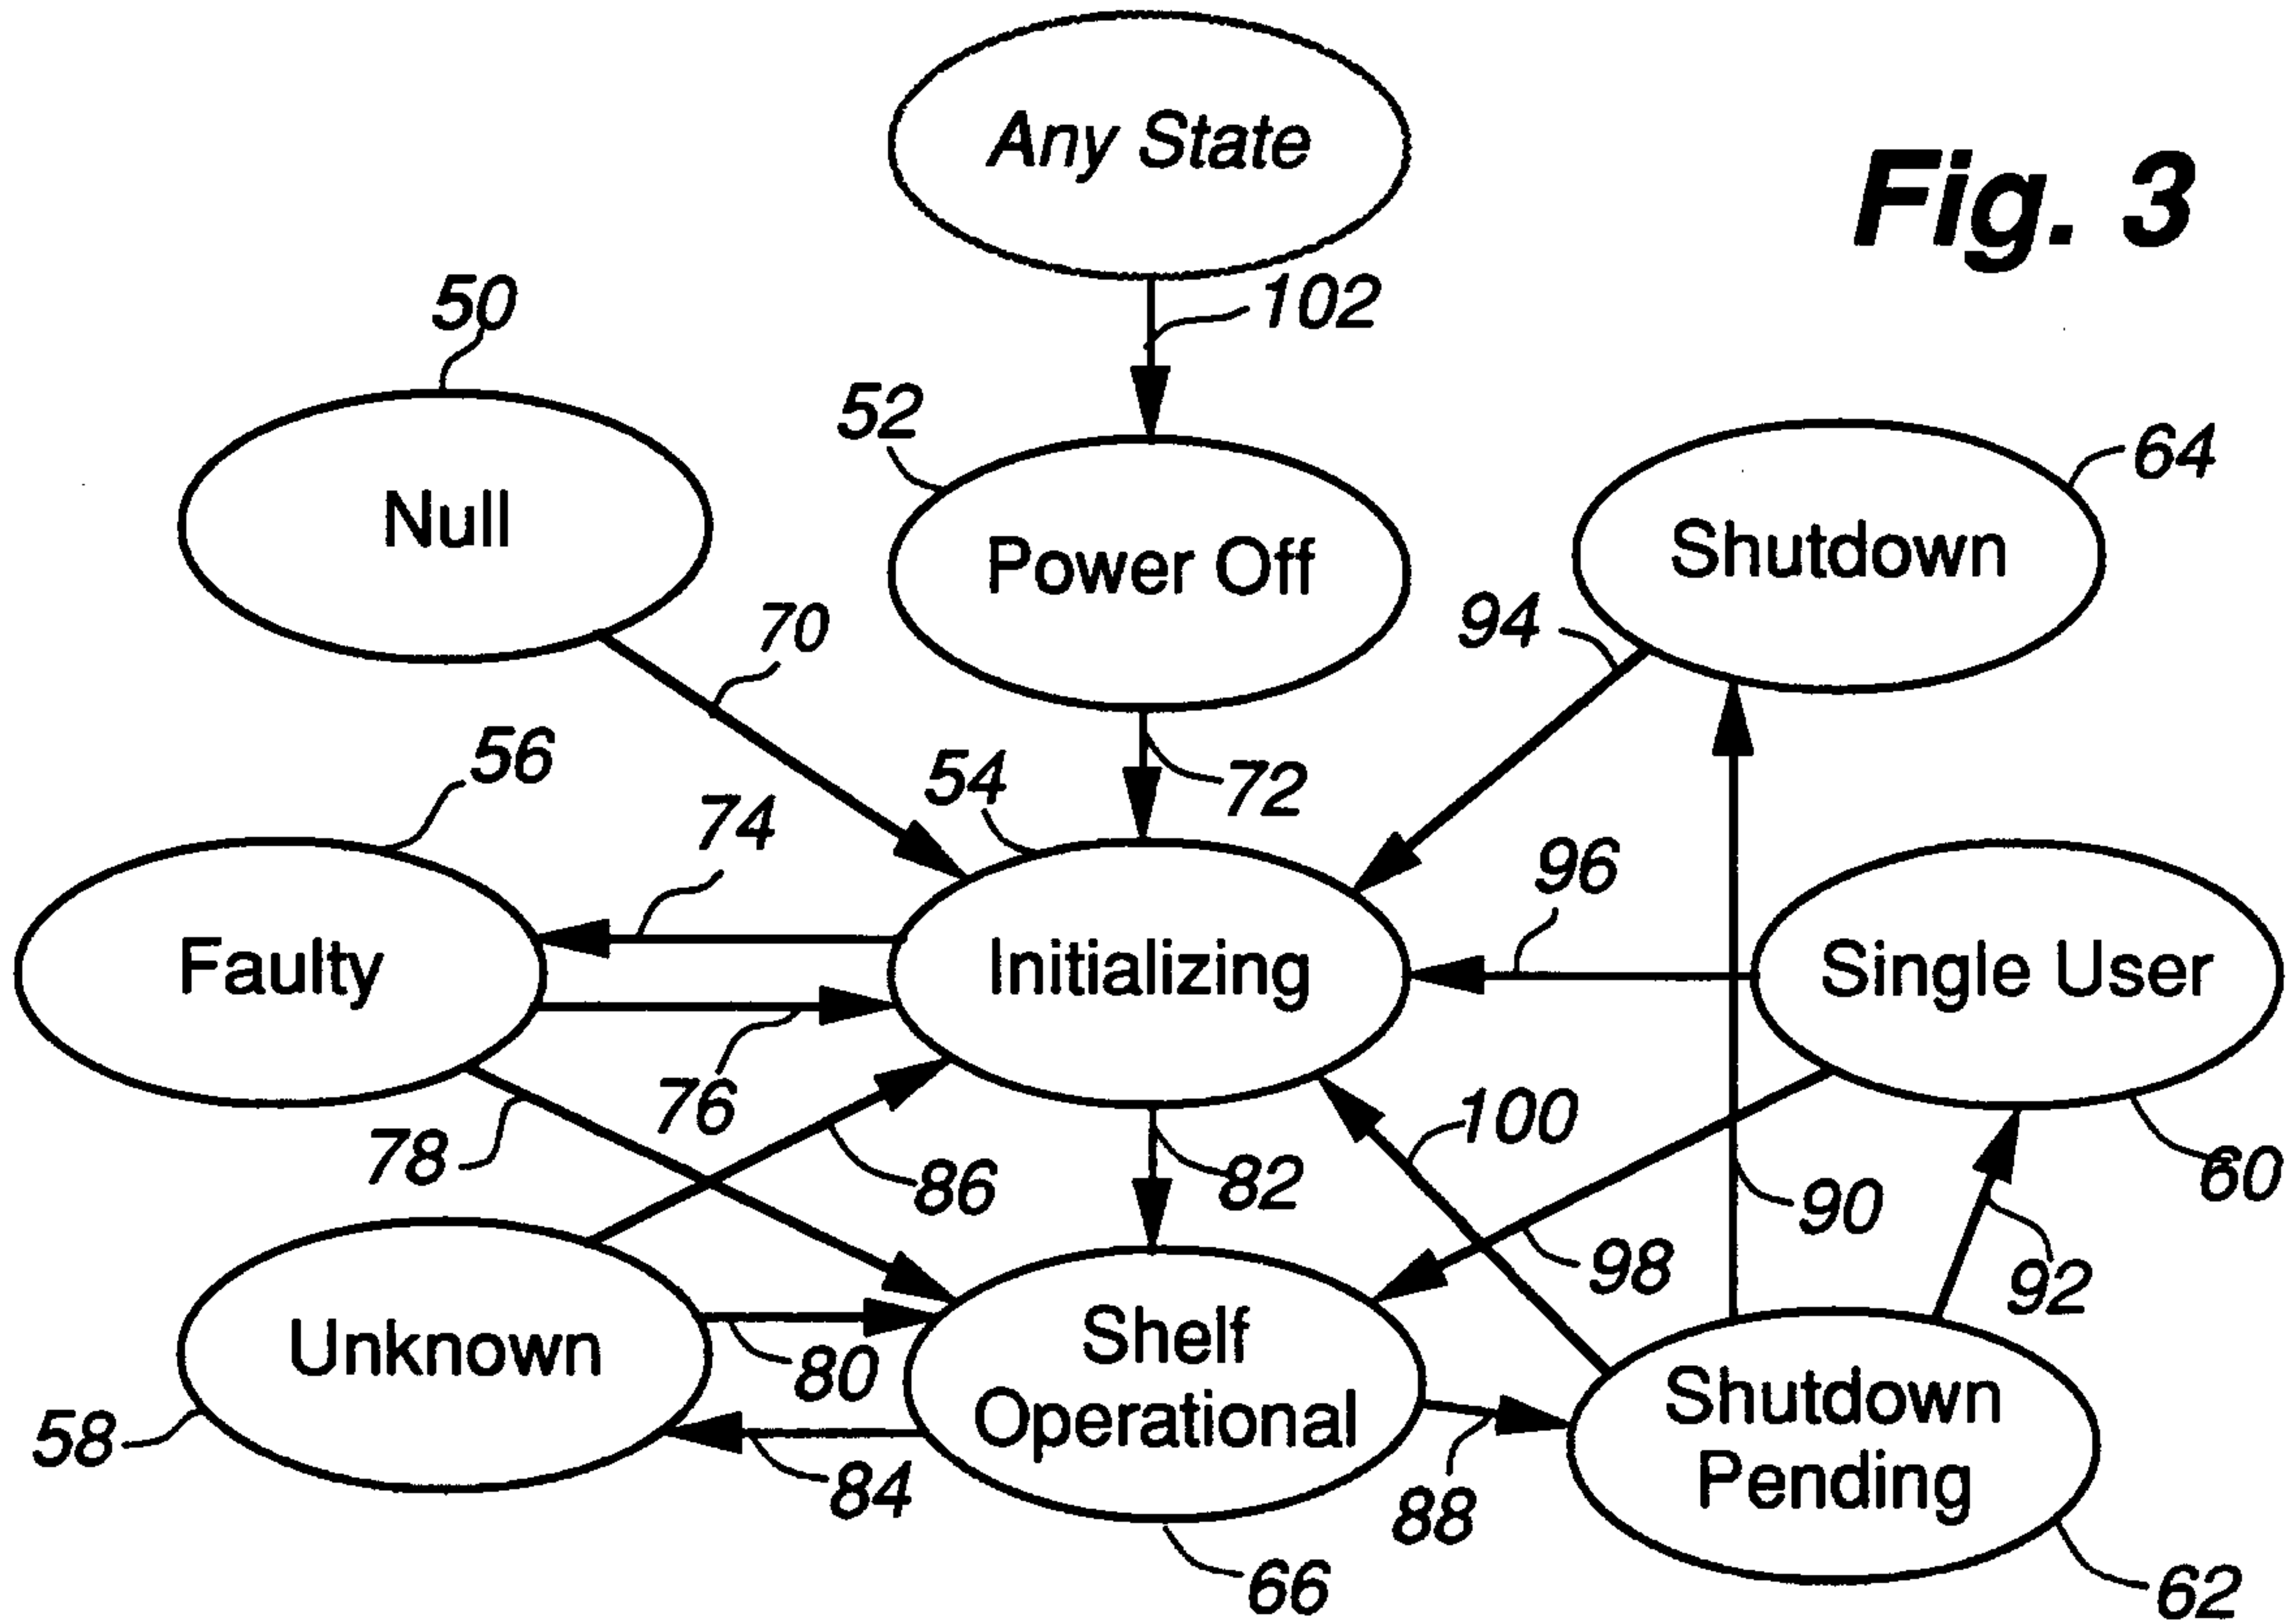 Any State
Fig. 3
102
50
52
Null
Power Off
64
Shutdown
70
94
56
54
72
74
96
Faulty
Initializing
Single User
76
100
78
86
82
90
60
98
92
Unknown
80
Shelf
Operational
Shutdown
Pending
58
84
88
66
62